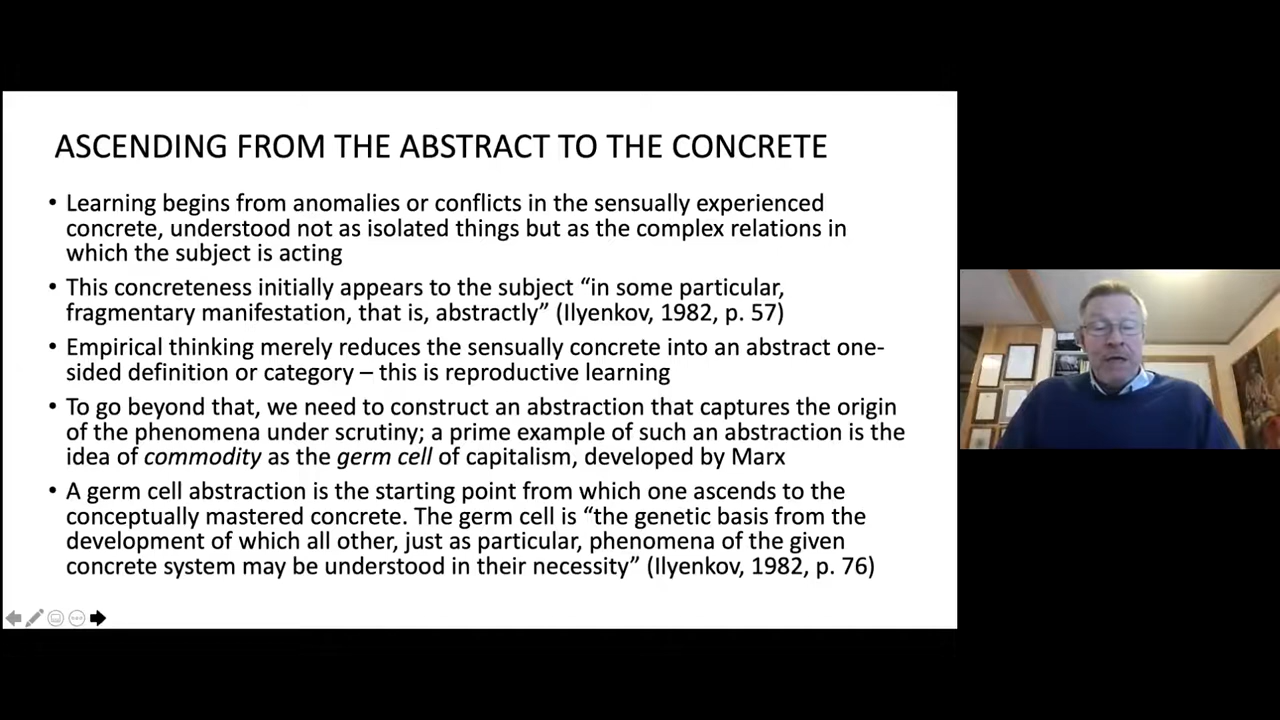 ASCENDING FROM THE ABSTRACT TO THE CONCRETE
• Learning begins from anomalies or conflicts in the sensually experienced
concrete, understood not as isolated things but as the complex relations in
which the subject is acting
• This concreteness initially appears to the subject “in some particular,
fragmentary manifestation, that is, abstractly” (Ilyenkov, 1982, p. 57)
• Empirical thinking merely reduces the sensually concrete into an abstract one-
sided definition or category – this is reproductive learning
• To go beyond that, we need to construct an abstraction that captures the origin
of the phenomena under scrutiny; a prime example of such an abstraction is the
idea of commodity as the germ cell of capitalism, developed by Marx
• A germ cell abstraction is the starting point from which one ascends to the
conceptually mastered concrete. The germ cell is “the genetic basis from the
development of which all other, just as particular, phenomena of the given
concrete system may be understood in their necessity” (Ilyenkov, 1982, p. 76)